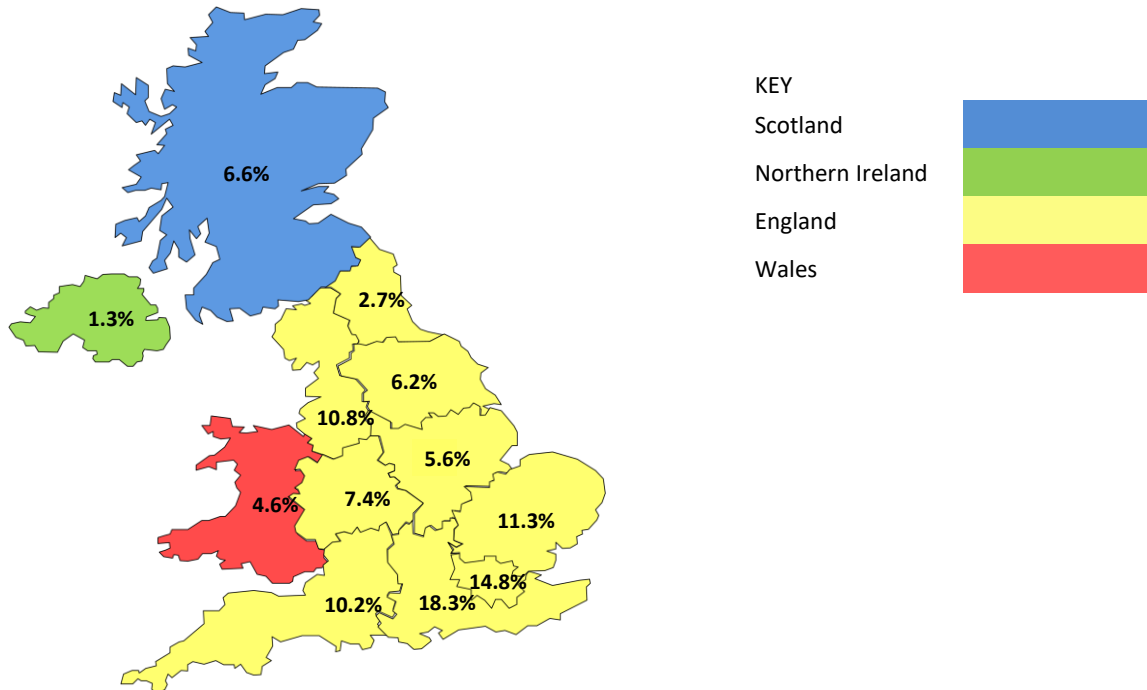 KEY
Scotland
Northern Ireland
England
Wales
6.6%
1.3%
2.7%
6.2%
10.8%
5.6%
4.6%
7.4%
11.3%
14.8%
10.2%
18.3%